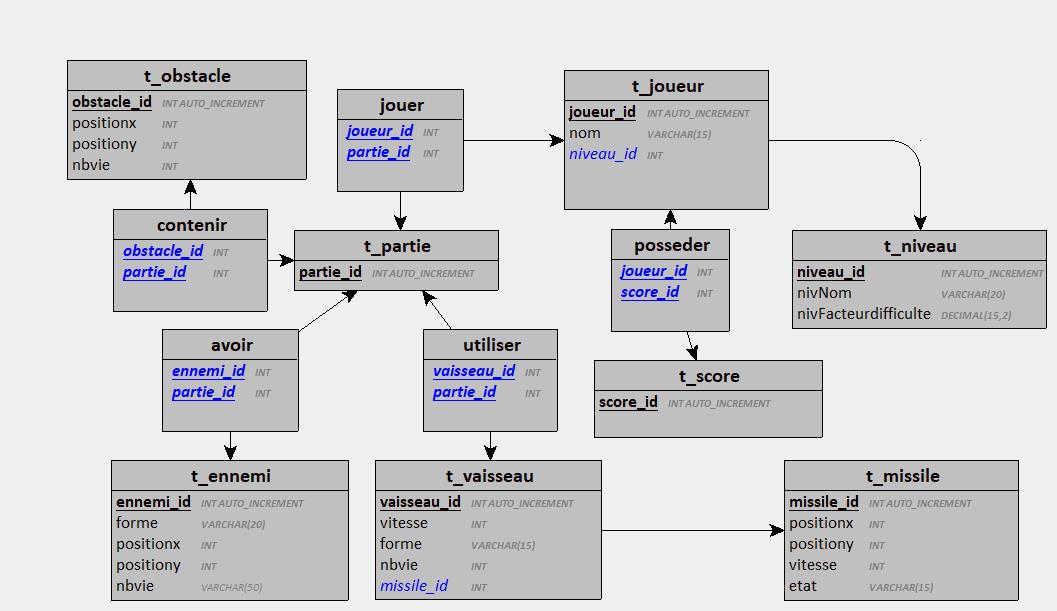 t_obstacle
obstacle_id INT AUTO_INCREMENT
positionx INT
positiony INT
nbvie INT
jouer
joueur_id INT
partie_id INT
t_joueur
joueur_id INT AUTO_INCREMENT
nom VARCHAR(15)
niveau_id INT
contenir
obstacle_id INT
partie_id INT
t_partie
partie_id INT AUTO_INCREMENT
posseder
joueur_id INT
score_id INT
t_niveau
niveau_id INT AUTO_INCREMENT
nivNom VARCHAR(20)
nivFacteurdifficulte DECIMAL(15,2)
avoir
ennemi_id INT
partie_id INT
utiliser
vaisseau_id INT
partie_id INT
t_score
score_id INT AUTO_INCREMENT
t_ennemi
ennemi_id INT AUTO_INCREMENT
forme VARCHAR(20)
positionx INT
positiony INT
nbvie VARCHAR(50)
t_vaisseau
vaisseau_id INT AUTO_INCREMENT
vitesse INT
forme VARCHAR(15)
nbvie INT
missile_id INT
t_missile
missile_id INT AUTO_INCREMENT
positionx INT
positiony INT
vitesse INT
etat VARCHAR(15)